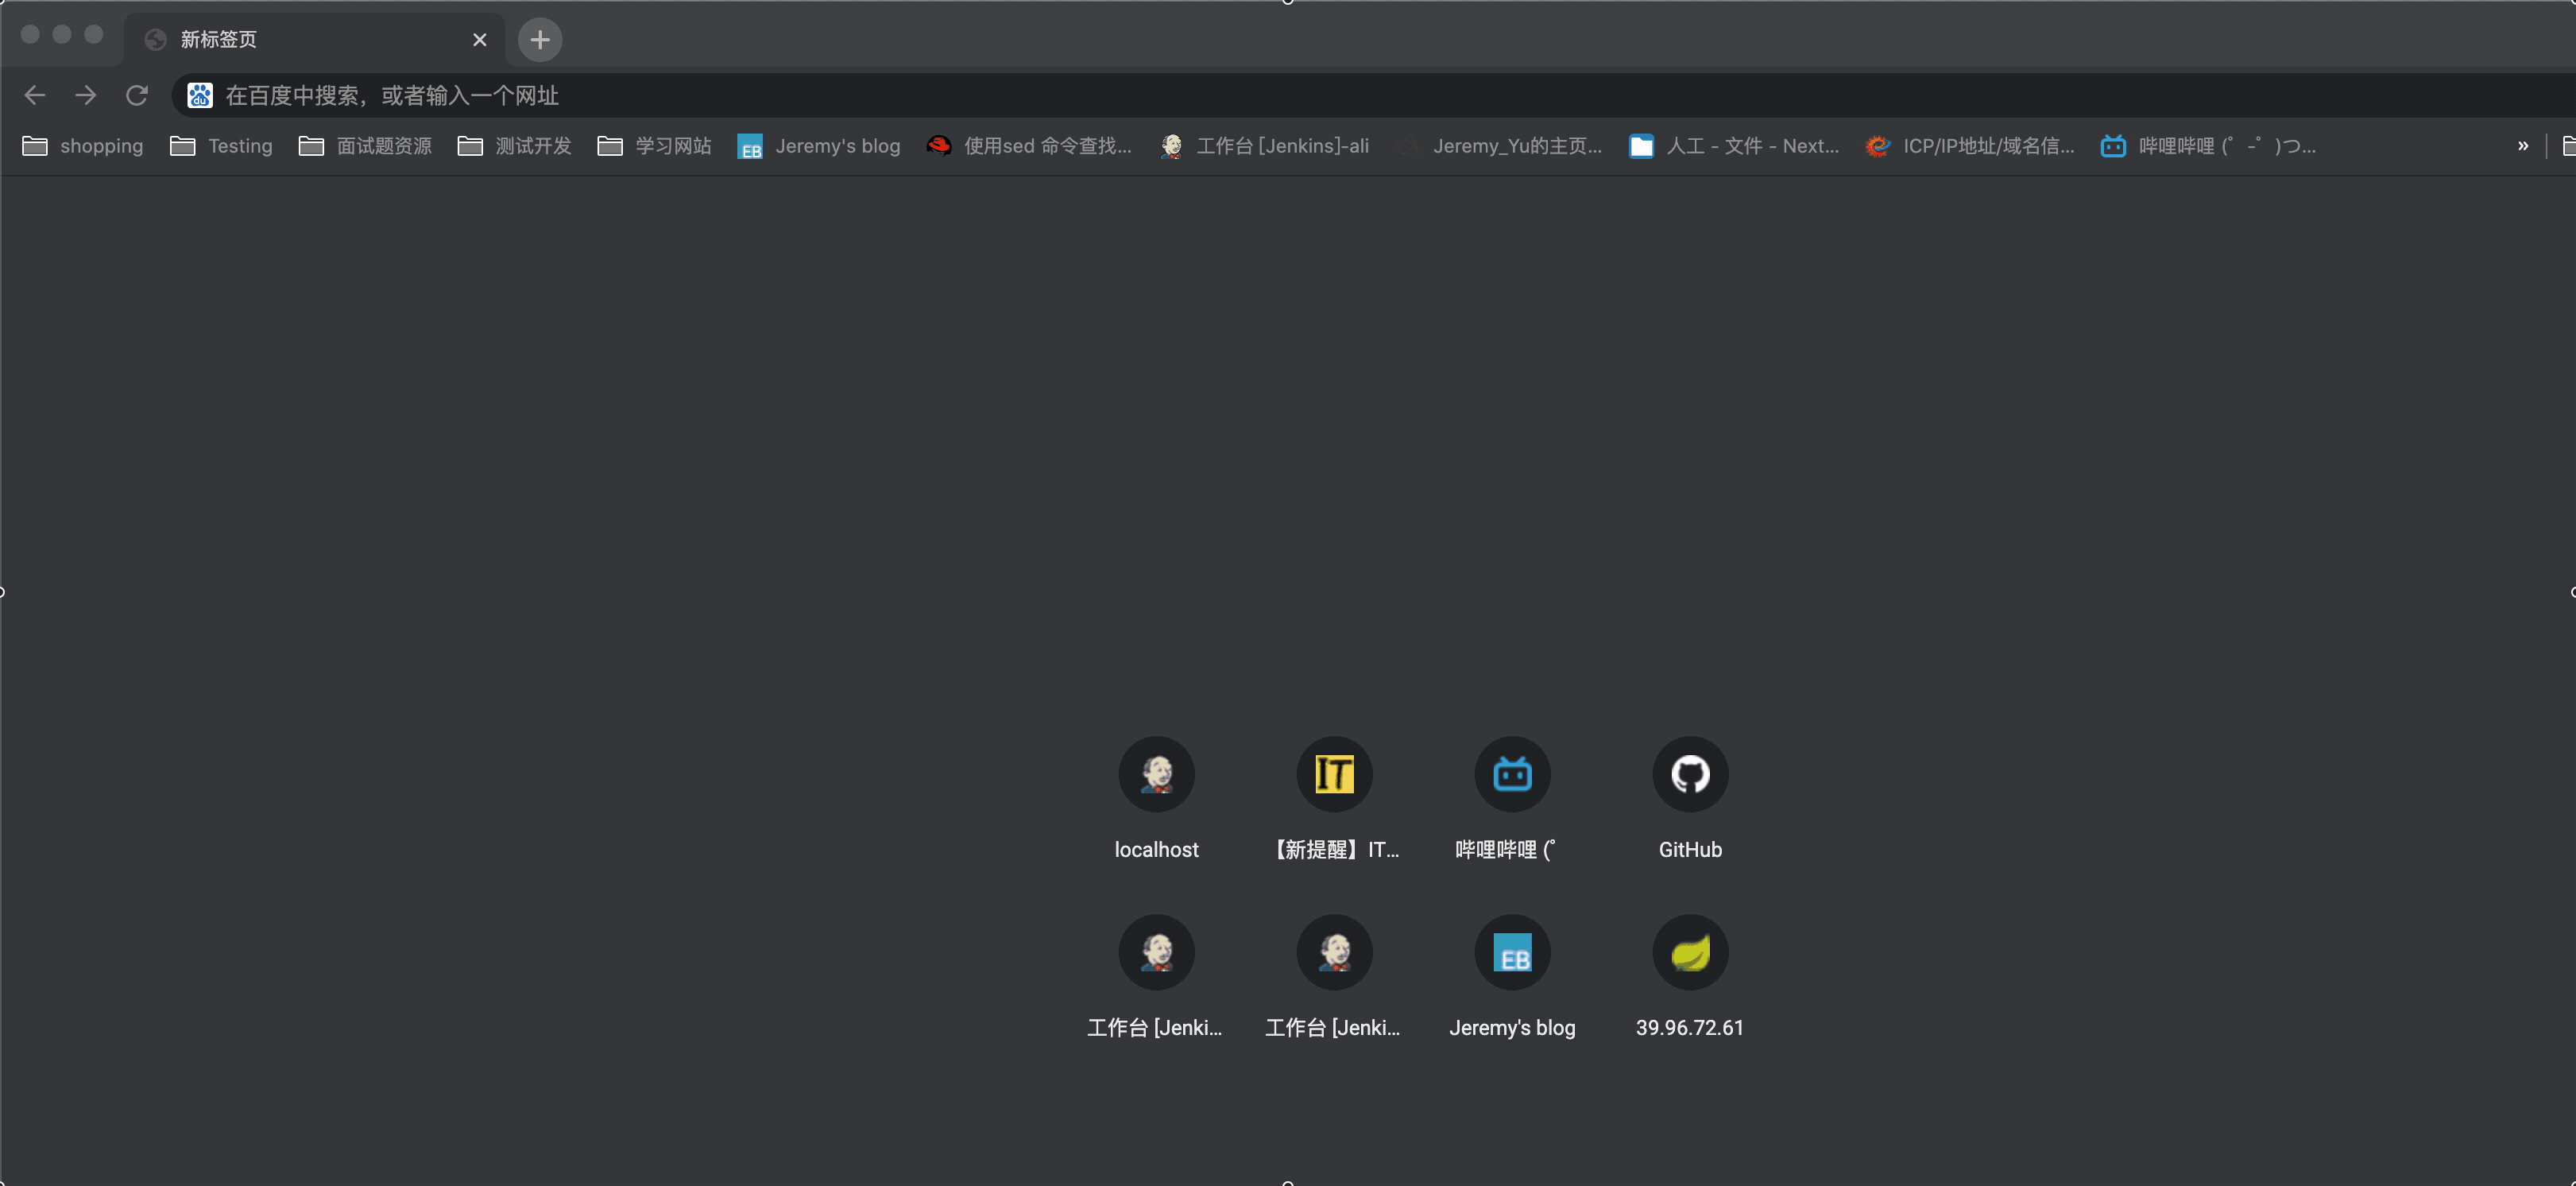 新标签页
在百度中搜索，或者输入一个网址
shopping Testing 面试题资源 测试开发 学习网站 EB Jeremy's blog 使用sed 命令查找... 工作台 [Jenkins]-ali Jeremy_Yu的主页... 人工 - 文件 - Next... ICP/IP地址/域名信... 哔哩哔哩 (゜-゜)つ... »
IT
localhost 【新提醒】IT... 哔哩哔哩 (゜ GitHub
EB
工作台 [Jenki... 工作台 [Jenki... Jeremy's blog 39.96.72.61